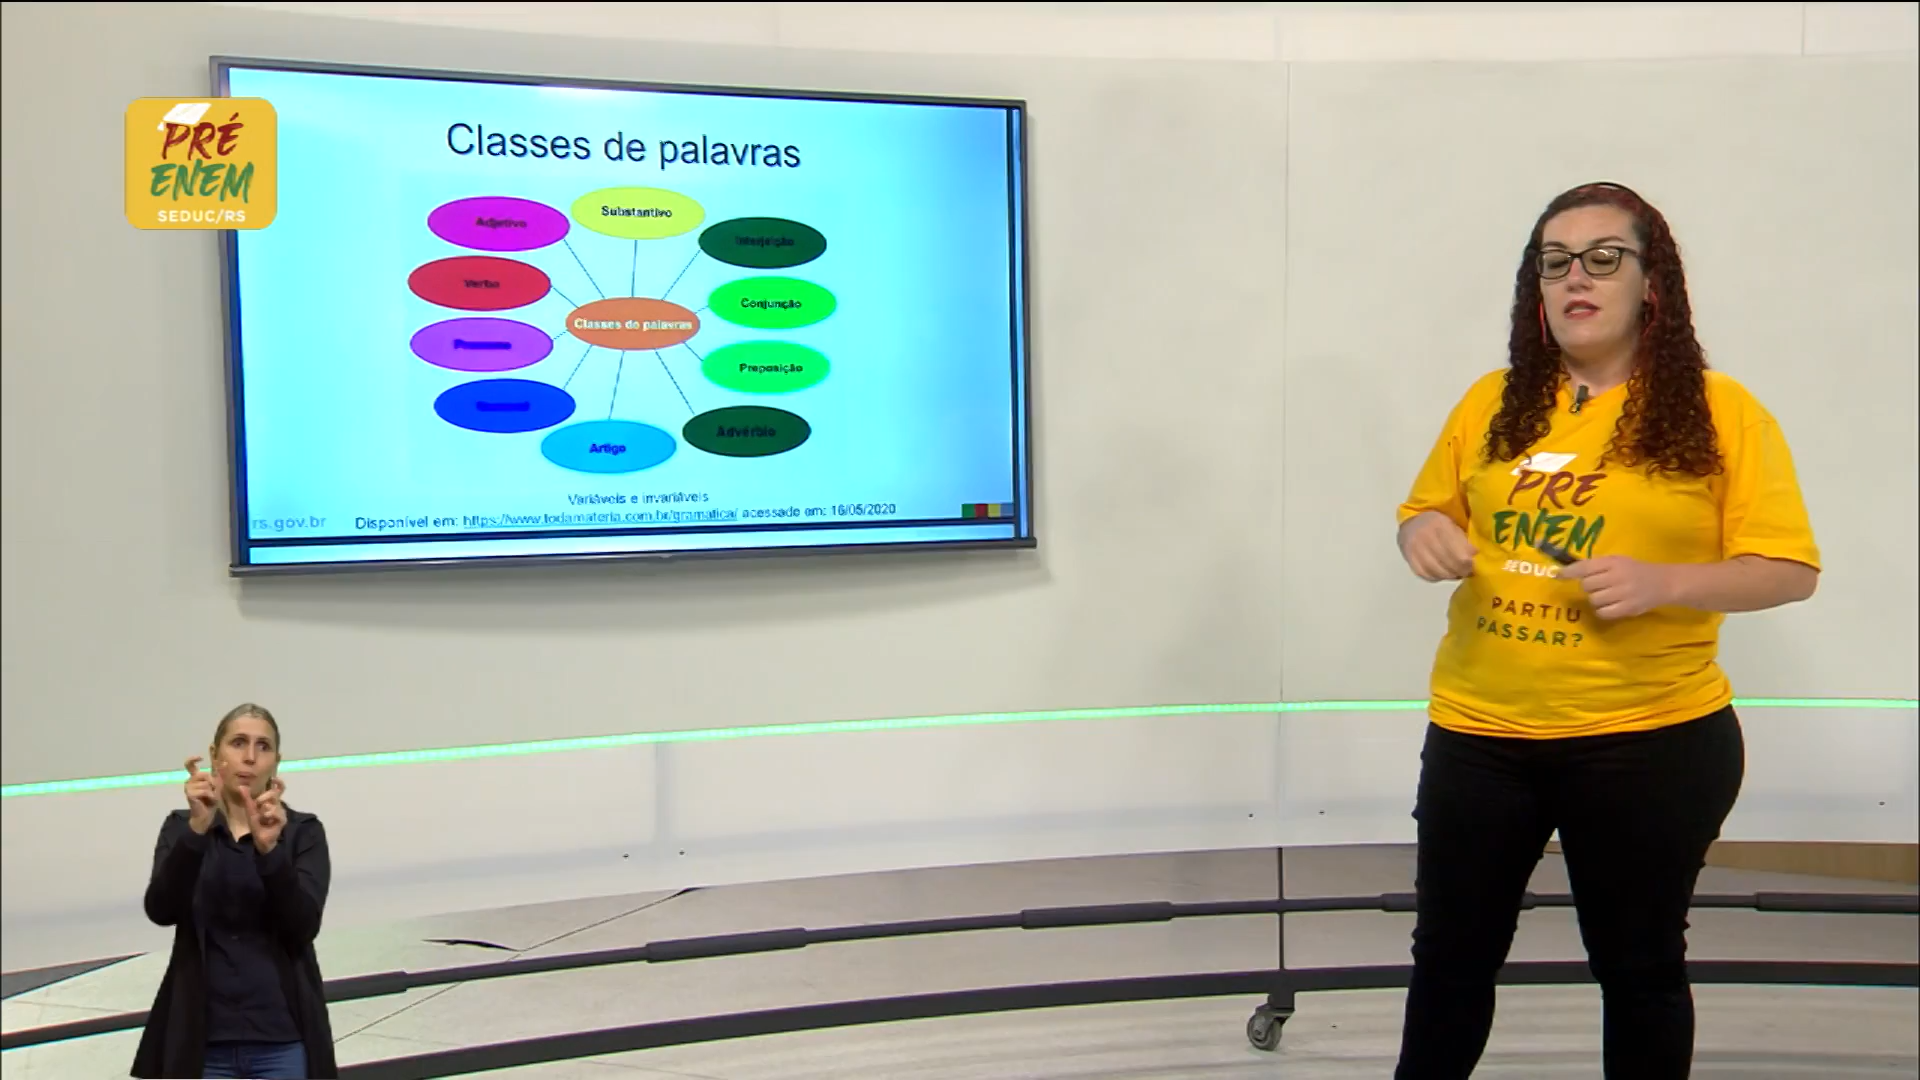 PRÉ
ENEM
SEDUC/RS
Classes de palavras
Adjetivo
Substantivo
Interjeição
Verbo
Conjunção
Classes de palavras
Pronome
Preposição
Advérbio
Artigo
Variáveis e invariáveis
rs.gov.br
Disponível em: https://www.todamateria.com.br/gramatica/ acessado em: 16/05/2020
PRÉ
ENEM
SEDUC
PARTIU
PASSAR?